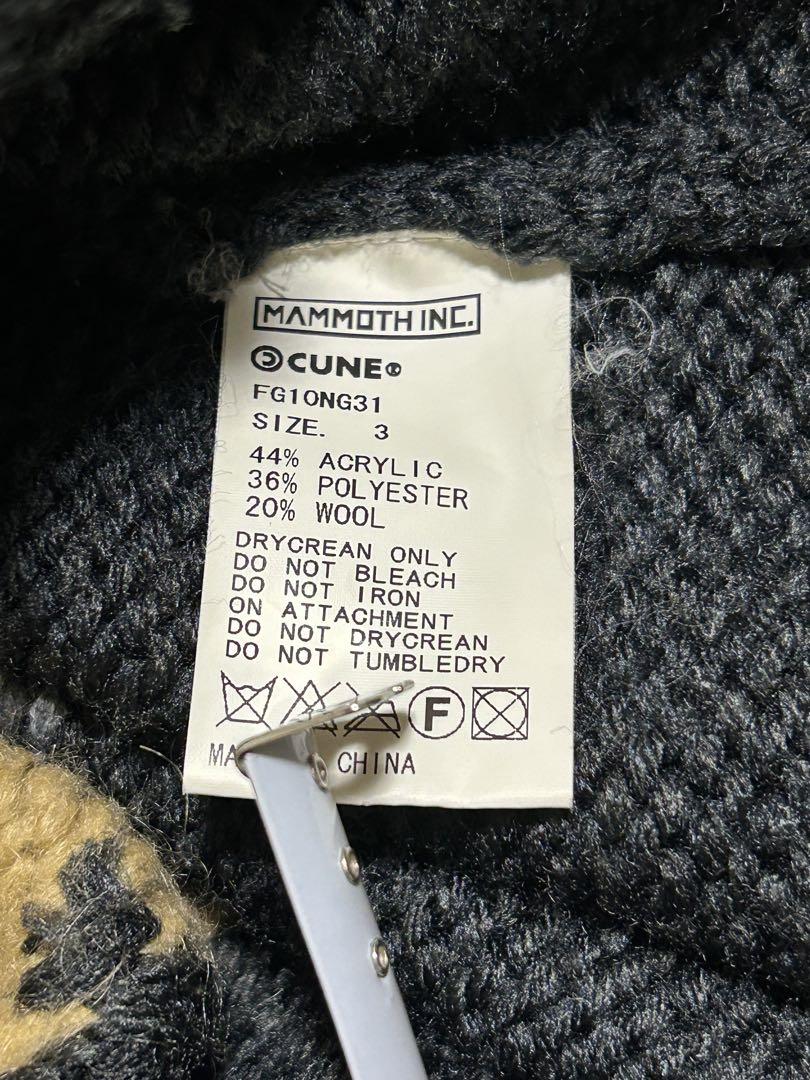 MAMMOTH INC.
CUNE®
FG10NG31
SIZE. 3
44% ACRYLIC
36% POLYESTER
20% WOOL
DRYCREAN ONLY
DO NOT BLEACH
DO NOT IRON
ON ATTACHMENT
DO NOT DRYCREAN
DO NOT TUMBLEDRY
F
CHINA